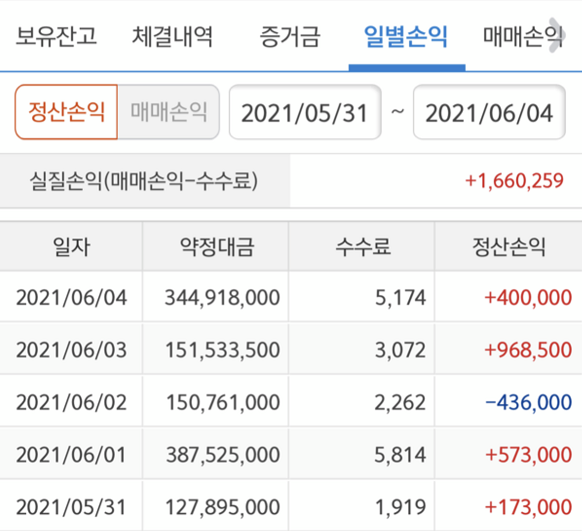 보유잔고 체결내역 증거금 일별손익 매매손익
정산손익 매매손익 2021/05/31 ~ 2021/06/04
실질손익(매매손익-수수료) +1,660,259
일자 약정대금 수수료 정산손익
2021/06/04 344,918,000 5,174 +400,000
2021/06/03 151,533,500 3,072 +968,500
2021/06/02 150,761,000 2,262 -436,000
2021/06/01 387,525,000 5,814 +573,000
2021/05/31 127,895,000 1,919 +173,000